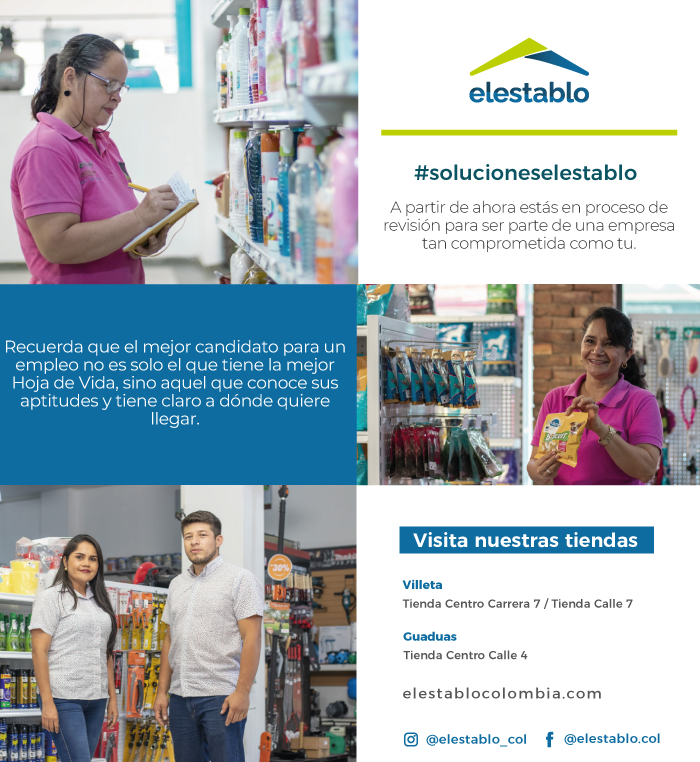 elestablo
#solucioneselestablo
A partir de ahora estás en proceso de
revisión para ser parte de una empresa
tan comprometida como tu.
Recuerda que el mejor candidato para un
empleo no es solo el que tiene la mejor
Hoja de Vida, sino aquel que conoce sus
aptitudes y tiene claro a dónde quiere
llegar.
30%
Visita nuestras tiendas
Villeta
Tienda Centro Carrera 7 / Tienda Calle 7
Guaduas
Tienda Centro Calle 4
elestablocolombia.com
@elestablo_col
@elestablo.col